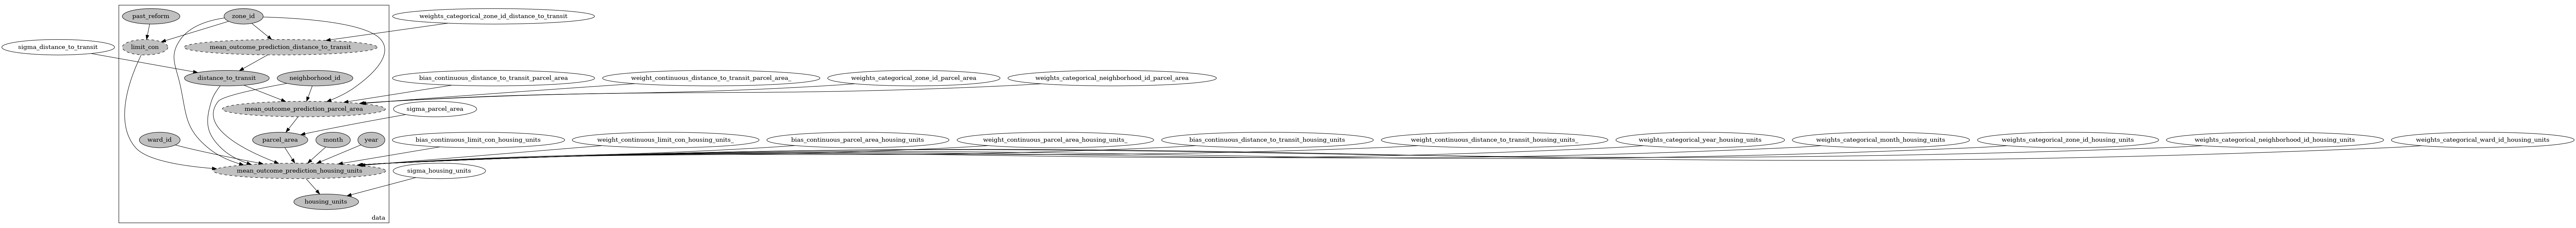 past_reform
zone_id
weights_categorical_zone_id_distance_to_transit
sigma_distance_to_transit
limit_con
mean_outcome_prediction_distance_to_transit
distance_to_transit
neighborhood_id
bias_continuous_distance_to_transit_parcel_area
weight_continuous_distance_to_transit_parcel_area_
weights_categorical_zone_id_parcel_area
weights_categorical_neighborhood_id_parcel_area
mean_outcome_prediction_parcel_area
sigma_parcel_area
ward_id
parcel_area
month
year
bias_continuous_limit_con_housing_units
weight_continuous_limit_con_housing_units_
bias_continuous_parcel_area_housing_units
weight_continuous_parcel_area_housing_units_
bias_continuous_distance_to_transit_housing_units
weight_continuous_distance_to_transit_housing_units_
weights_categorical_year_housing_units
weights_categorical_month_housing_units
weights_categorical_zone_id_housing_units
weights_categorical_neighborhood_id_housing_units
weights_categorical_ward_id_housing_units
mean_outcome_prediction_housing_units
sigma_housing_units
housing_units
data